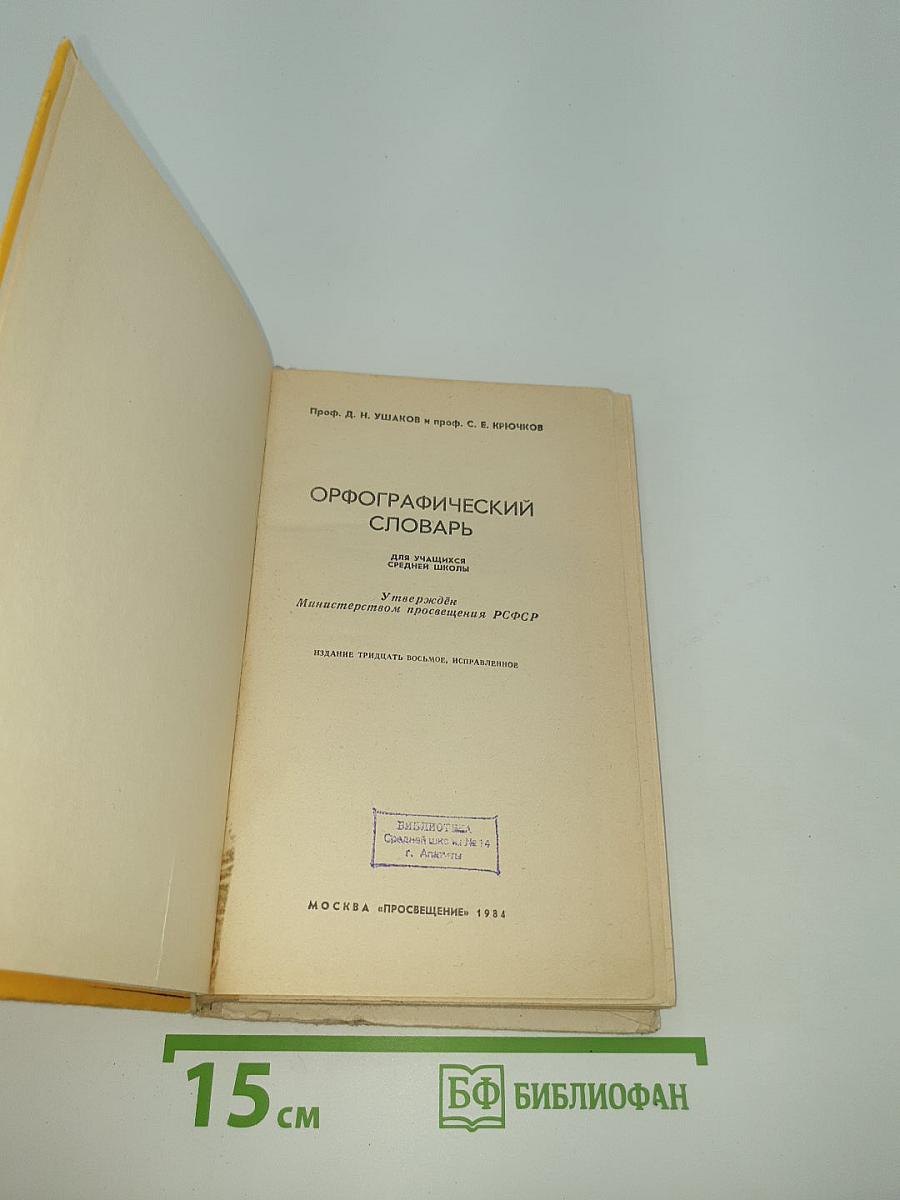 Проф. Д. Н. УШАКОВ и проф. С. Е. КРЮЧКОВ
ОРФОГРАФИЧЕСКИЙ
СЛОВАРЬ
ДЛЯ УЧАЩИХСЯ
СРЕДНЕЙ ШКОЛЫ
Утверждён
Министерством просвещения РСФСР
ИЗДАНИЕ ТРИДЦАТЬ ВОСЬМОЕ, ИСПРАВЛЕННОЕ
БИБЛИОТЕКА
Средней школы № 14
г. Апатиты
МОСКВА «ПРОСВЕЩЕНИЕ» 1984
15 см
БФ БИБЛИОФАН